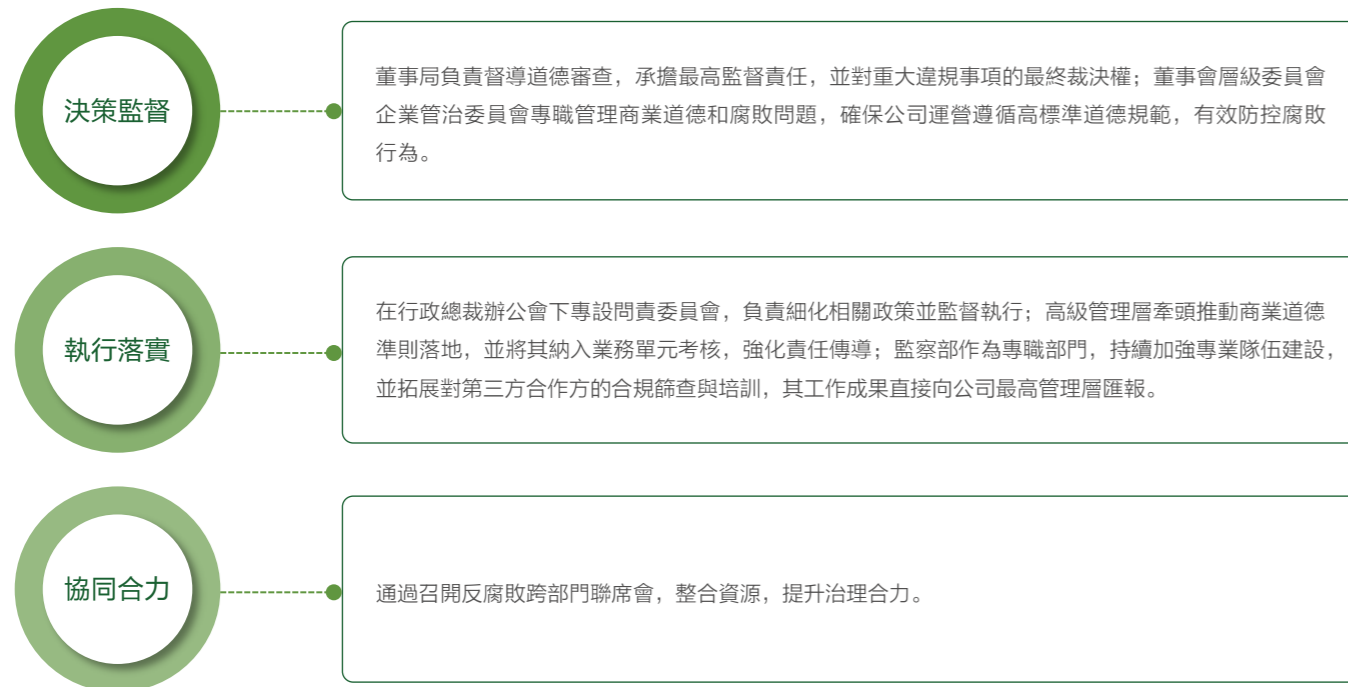 決策監督
董事局負責督導道德審查，承擔最高監督責任，並對重大違規事項的最終裁決權；董事會層級委員會
企業管治委員會專職管理商業道德和腐敗問題，確保公司運營遵循高標準道德規範，有效防控腐敗
行為。
執行落實
在行政總裁辦公會下專設問責委員會，負責細化相關政策並監督執行；高級管理層牽頭推動商業道德
準則落地，並將其納入業務單元考核，強化責任傳導；監察部作為專職部門，持續加強專業隊伍建設，
並拓展對第三方合作方的合規篩查與培訓，其工作成果直接向公司最高管理層匯報。
協同合力
通過召開反腐敗跨部門聯席會，整合資源，提升治理合力。